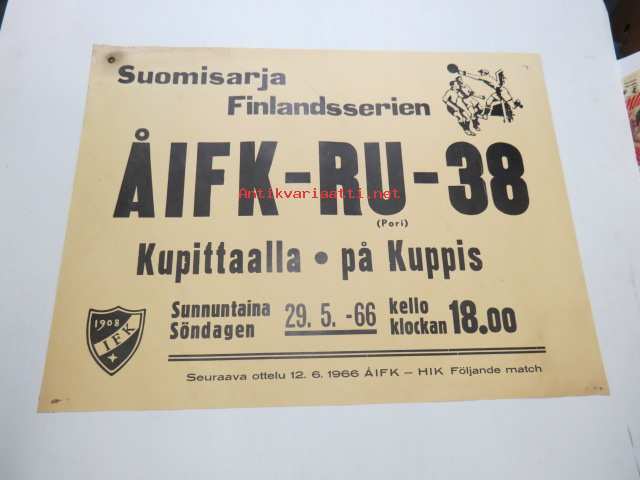 Suomisarja
Finlandsserien
ÅIFK-RU-38
(Pori)
Antikvariaatti.net
Kupittaalla • på Kuppis
Sunnuntaina
Söndagen
29. 5. -66
kello
klockan
18.00
1908
IFK
Seuraava ottelu 12. 6. 1966 ÅIFK – HIK Följande match